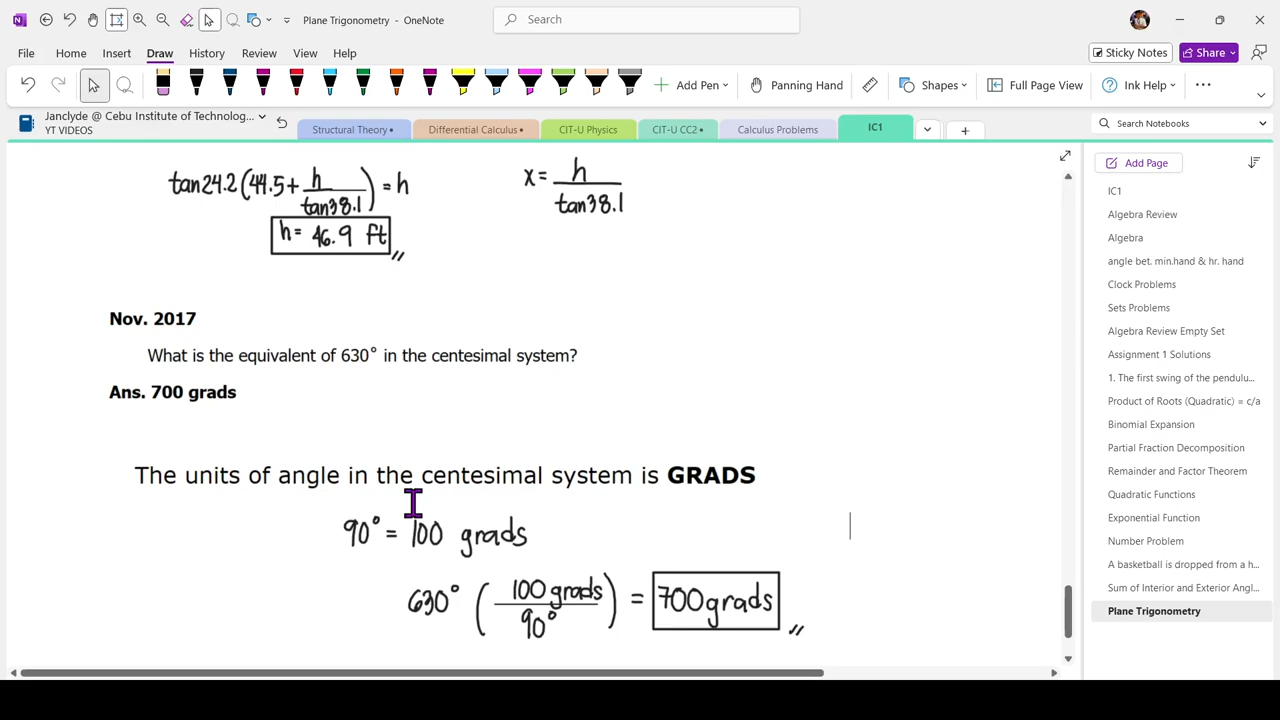 Plane Trigonometry - OneNote
Search
File Home Insert Draw History Review View Help
Sticky Notes
Share
Add Pen
Panning Hand
Shapes
Full Page View
Ink Help
Janclyde @ Cebu Institute of Technolog...
YT VIDEOS
Structural Theory
Differential Calculus
CIT-U Physics
CIT-U CC2
Calculus Problems
IC1
Search Notebooks
Add Page
tan24.2(44.5+ h/tan38.1) = h
x = h/tan38.1
h = 46.9 ft
Nov. 2017
What is the equivalent of 630° in the centesimal system?
Ans. 700 grads
The units of angle in the centesimal system is GRADS
90° = 100 grads
630° (100 grads/90°) = 700 grads
IC1
Algebra Review
Algebra
angle bet. min.hand & hr. hand
Clock Problems
Sets Problems
Algebra Review Empty Set
Assignment 1 Solutions
1. The first swing of the pendulu...
Product of Roots (Quadratic) = c/a
Binomial Expansion
Partial Fraction Decomposition
Remainder and Factor Theorem
Quadratic Functions
Exponential Function
Number Problem
A basketball is dropped from a h...
Sum of Interior and Exterior Angl...
Plane Trigonometry